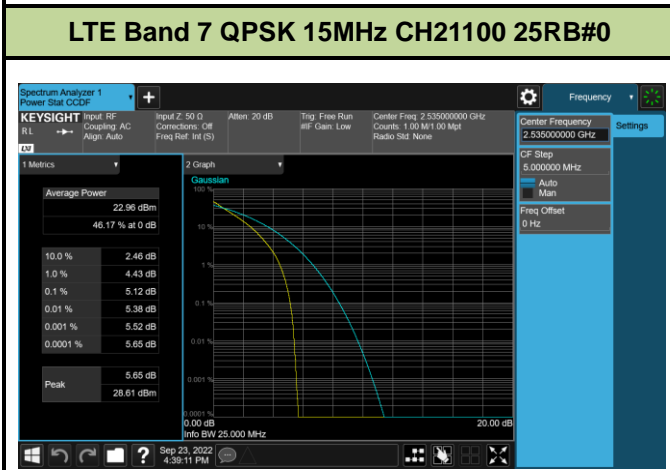 LTE Band 7 QPSK 15MHz CH21100 25RB#0
Spectrum Analyzer 1
Power Stat CCDF
+
Frequency
KEYSIGHT
RL
LXI
Input: RF
Coupling: AC
Align: Auto
Input Z: 50 Ω
Corrections: Off
Freq Ref: Int (S)
Atten: 20 dB
Trig: Free Run
#IF Gain: Low
Center Freq: 2.535000000 GHz
Counts: 1.00 M/1.00 Mpt
Radio Std: None
Center Frequency
2.535000000 GHz
Settings
CF Step
5.000000 MHz
Auto
Man
Freq Offset
0 Hz
1 Metrics
Average Power
22.96 dBm
46.17 % at 0 dB
10.0 % 2.46 dB
1.0 % 4.43 dB
0.1 % 5.12 dB
0.01 % 5.38 dB
0.001 % 5.52 dB
0.0001 % 5.65 dB
Peak
5.65 dB
28.61 dBm
2 Graph
Gaussian
100 %
10 %
1 %
0.1 %
0.01 %
0.001 %
0.0001 %
0.00 dB 20.00 dB
Info BW 25.000 MHz
?
Sep 23, 2022
4:39:11 PM